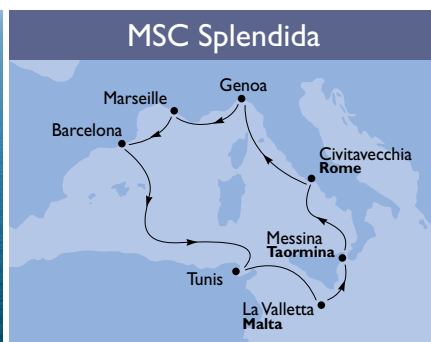 MSC Splendida
Genoa
Marseille
Barcelona
Civitavecchia
Rome
Messina
Taormina
Tunis
La Valletta
Malta